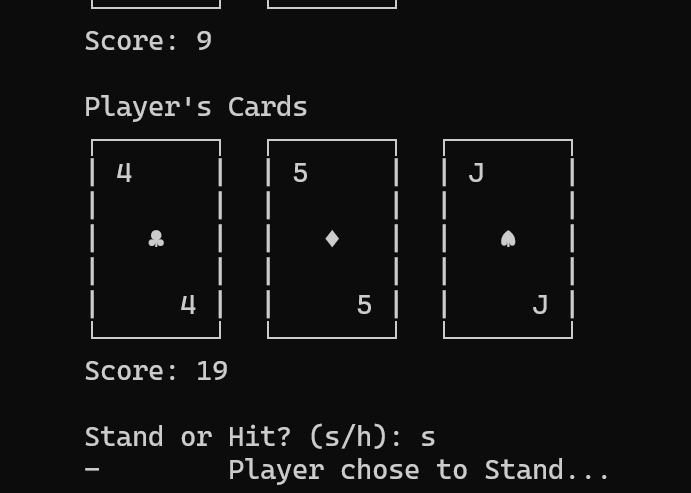 Score: 9
Player's Cards
4 5 J
♣ ♦ ♠
4 5 J
Score: 19
Stand or Hit? (s/h): s
– Player chose to Stand...